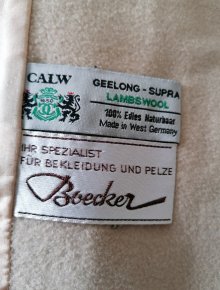 CALW
GEELONG - SUPRA
LAMBSWOOL
100% Edles Naturhaar
Made in West Germany
IHR SPEZIALIST
FÜR BEKLEIDUNG UND PELZE
Boecker